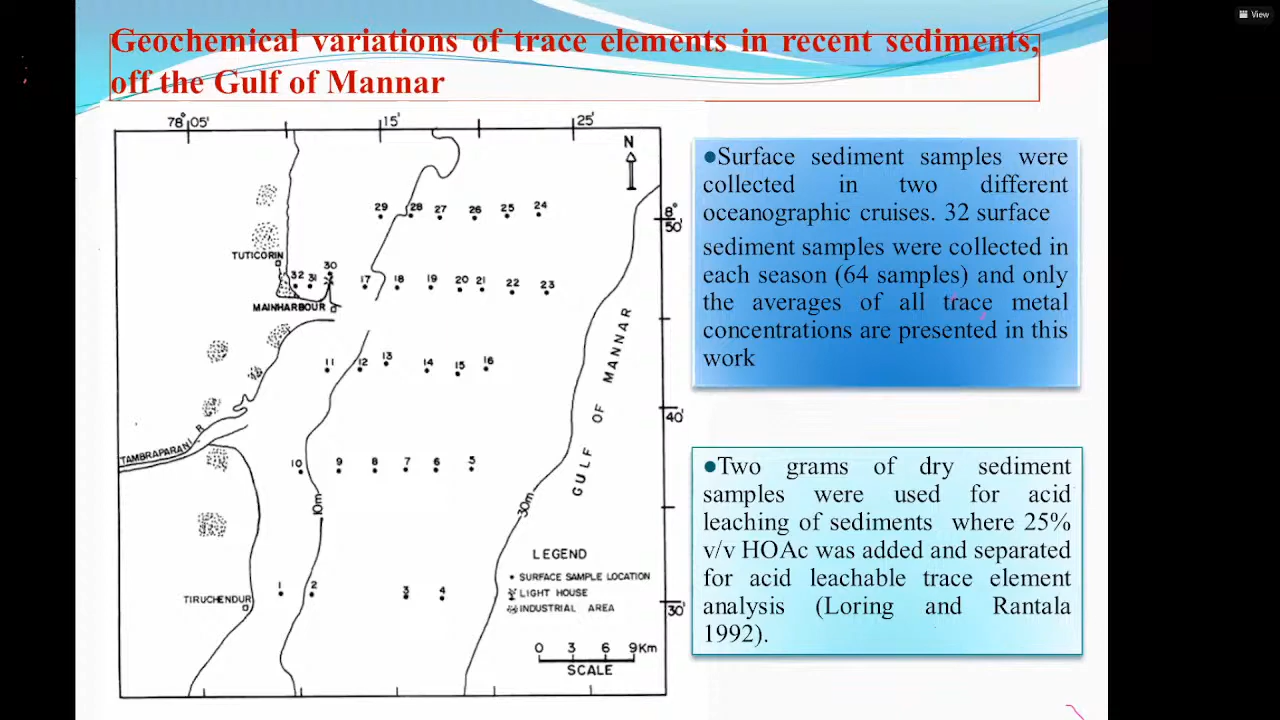 View
Geochemical variations of trace elements in recent sediments,
off the Gulf of Mannar
78° 05'
15'
25'
N
8°
50'
29 28 27 26 25 24
TUTICORIN
32 31 30 17 18 19 20 21 22 23
MAINHARBOUR
11 12 13 14 15 16
GULF OF MANNAR
40'
TAMBRAPARANI R
10 9 8 7 6 5
10m
30m
LEGEND
SURFACE SAMPLE LOCATION
LIGHT HOUSE
INDUSTRIAL AREA
1 2 3 4
TIRUCHENDUR
30'
0 3 6 9Km
SCALE
●Surface sediment samples were
collected in two different
oceanographic cruises. 32 surface
sediment samples were collected in
each season (64 samples) and only
the averages of all trace metal
concentrations are presented in this
work
●Two grams of dry sediment
samples were used for acid
leaching of sediments where 25%
v/v HOAc was added and separated
for acid leachable trace element
analysis (Loring and Rantala
1992).